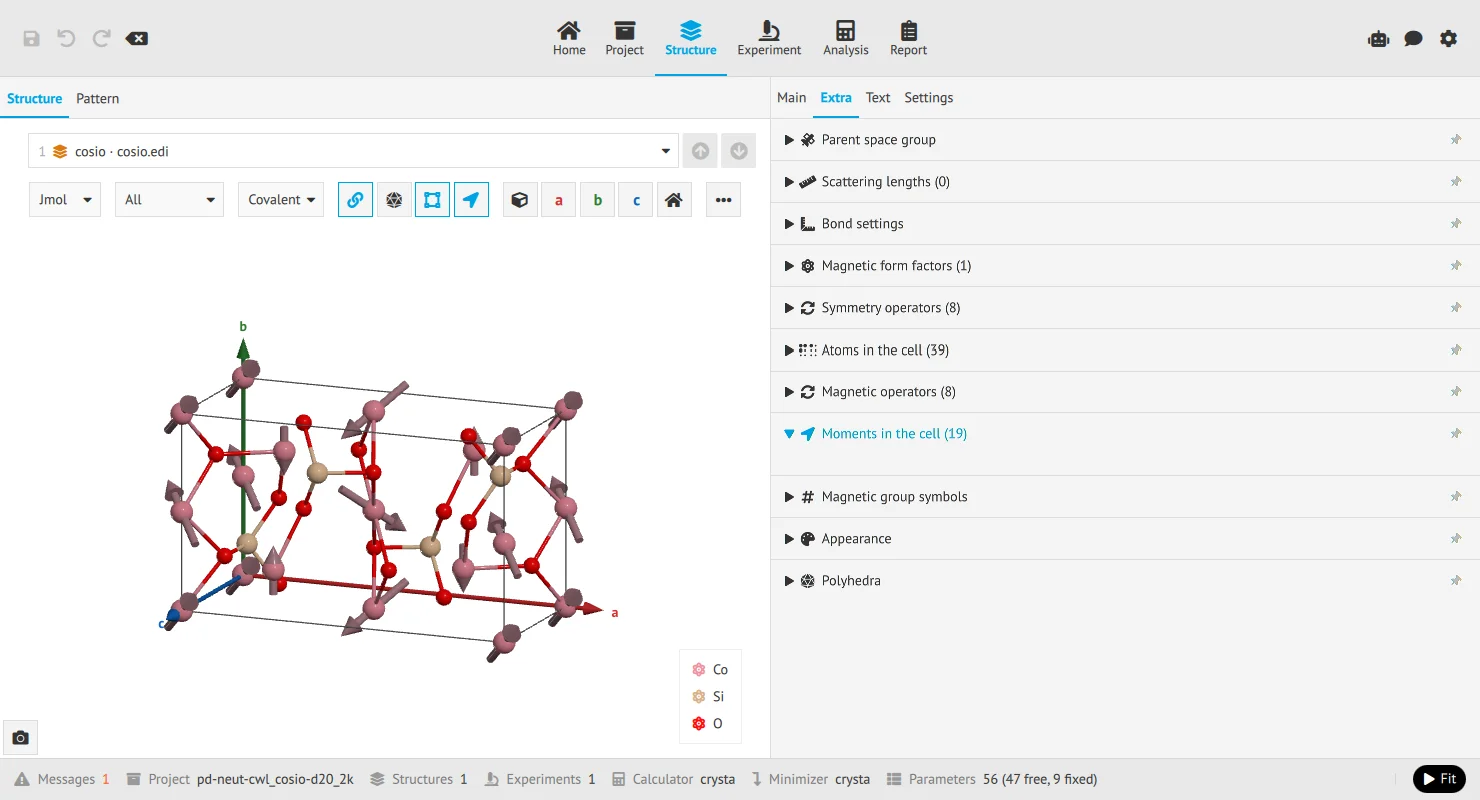 Home
Project
Structure
Experiment
Analysis
Report
Structure
Pattern
Main
Extra
Text
Settings
1 cosio · cosio.edi
Jmol
All
Covalent
a
b
c
b
a
c
Co
Si
O
Parent space group
Scattering lengths (0)
Bond settings
Magnetic form factors (1)
Symmetry operators (8)
Atoms in the cell (39)
Magnetic operators (8)
Moments in the cell (19)
Magnetic group symbols
Appearance
Polyhedra
Messages 1
Project pd-neut-cwl_cosio-d20_2k
Structures 1
Experiments 1
Calculator crysta
Minimizer crysta
Parameters 56 (47 free, 9 fixed)
Fit